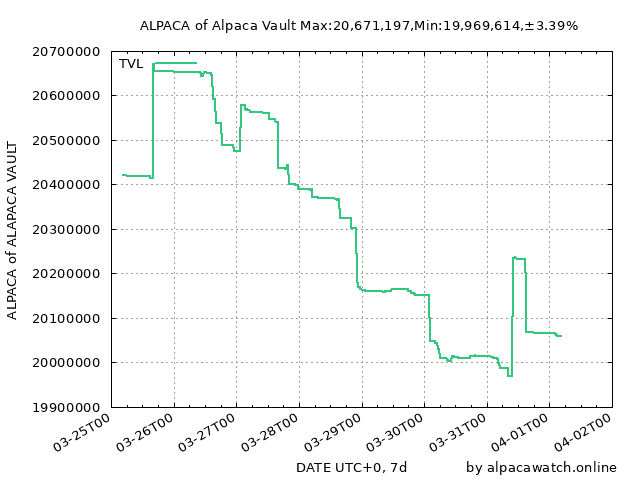 ALPACA of Alpaca Vault Max:20,671,197,Min:19,969,614,±3.39%
TVL
20700000
20600000
20500000
20400000
20300000
20200000
20100000
20000000
19900000
ALPACA of ALAPACA VAULT
03-25T00
03-26T00
03-27T00
03-28T00
03-29T00
03-30T00
03-31T00
04-01T00
04-02T00
DATE UTC+0, 7d
by alpacawatch.online